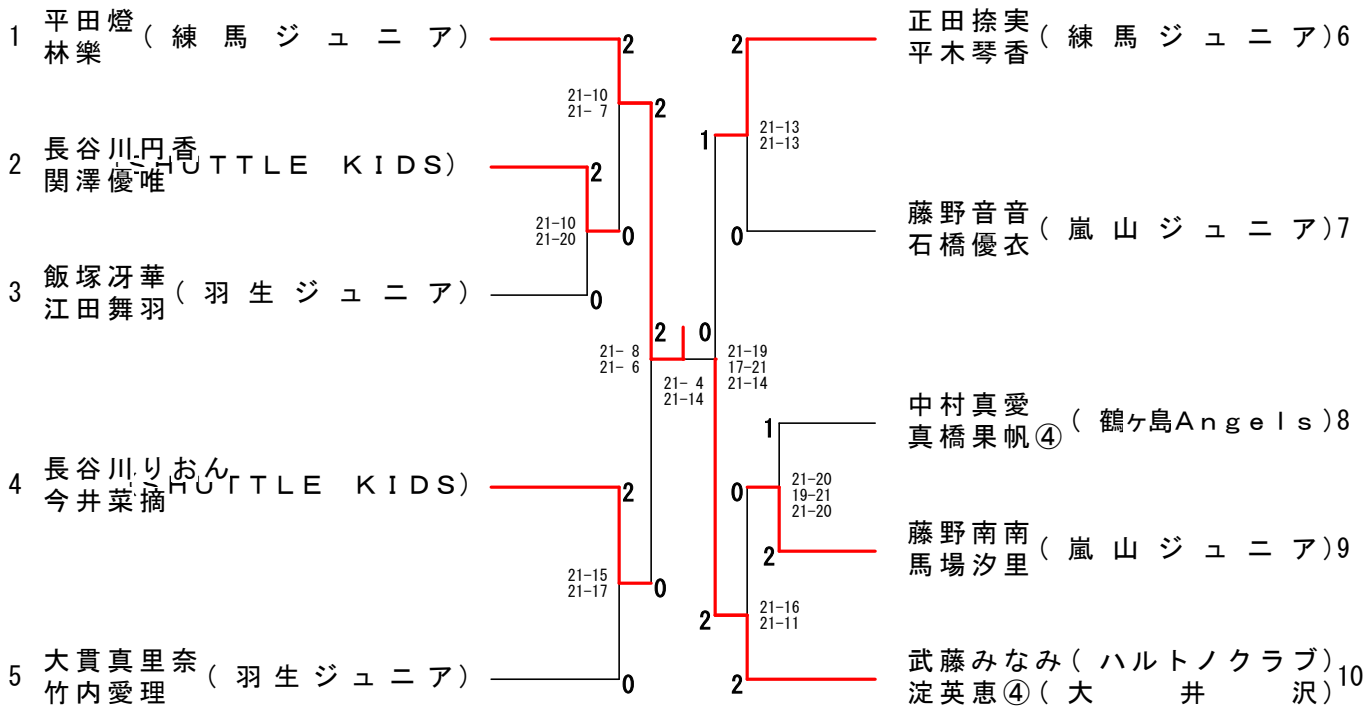 1 平田燈
林樂 (練馬ジュニア)
2 長谷川円香
関澤優唯 (SHUTTLE KIDS)
3 飯塚冴華
江田舞羽 (羽生ジュニア)
4 長谷川りおん
今井菜摘 (SHUTTLE KIDS)
5 大貫真里奈
竹内愛理 (羽生ジュニア)
2
21-10
21- 7
2
2
21-10
21-20
0
0
2 0
21- 8
21- 6
21- 4
21-14
2
21-15
21-17
0
0
2
1
21-13
21-13
0
21-19
17-21
21-14
1
0
21-20
19-21
21-20
2
2
21-16
21-11
2
正田捺実
平木琴香 (練馬ジュニア) 6
藤野音音
石橋優衣 (嵐山ジュニア) 7
中村真愛
真橋果帆④ (鶴ヶ島Angels) 8
藤野南南
馬場汐里 (嵐山ジュニア) 9
武藤みなみ (ハルトノクラブ)
淀英恵④ (大井沢) 10